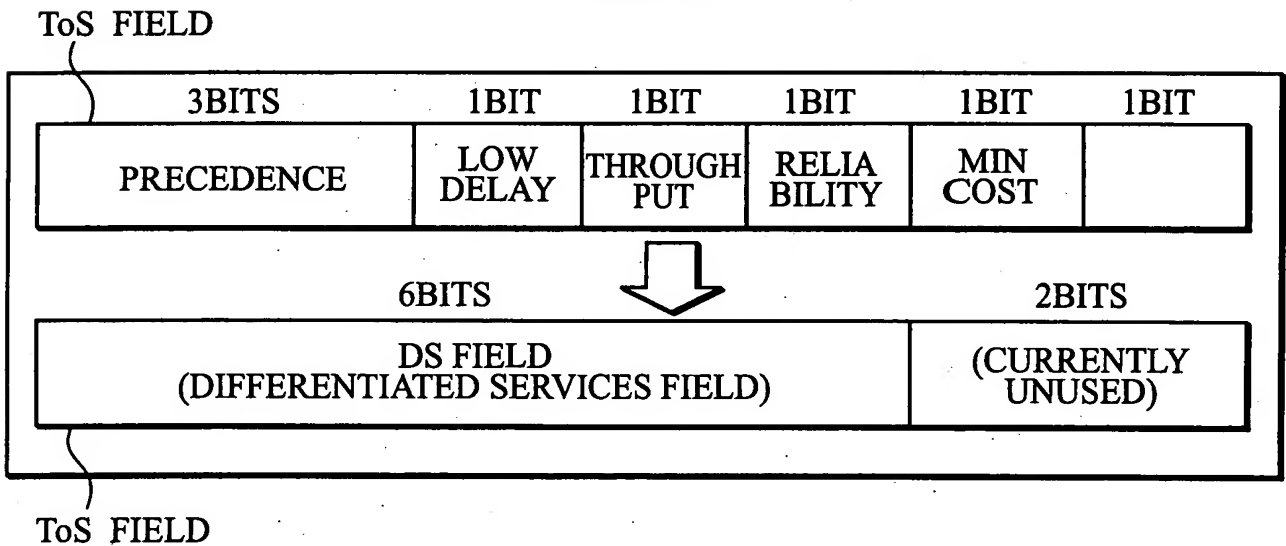 ToS FIELD
3BITS 1BIT 1BIT 1BIT 1BIT 1BIT
PRECEDENCE
LOW
DELAY
THROUGH
PUT
RELIA
BILITY
MIN
COST
6BITS 2BITS
DS FIELD
(DIFFERENTIATED SERVICES FIELD)
(CURRENTLY
UNUSED)
ToS FIELD